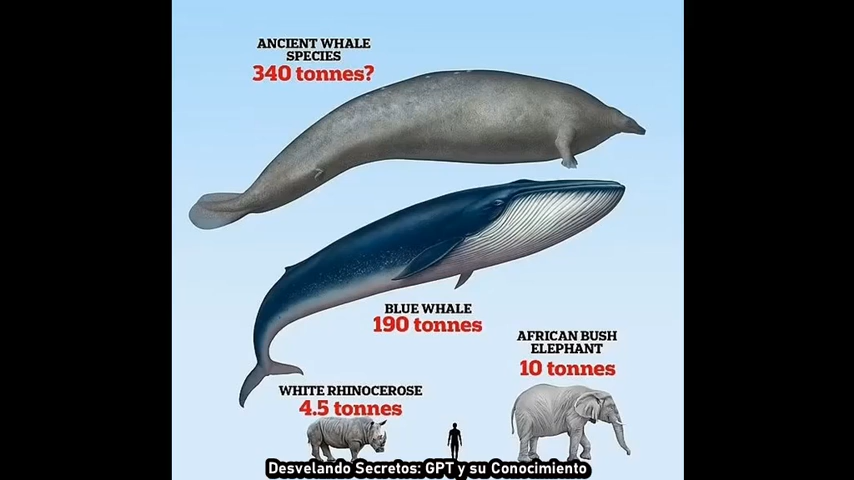 ANCIENT WHALE
SPECIES
340 tonnes?
BLUE WHALE
190 tonnes
AFRICAN BUSH
ELEPHANT
10 tonnes
WHITE RHINOCEROSE
4.5 tonnes
Desvelando Secretos: GPT y su Conocimiento